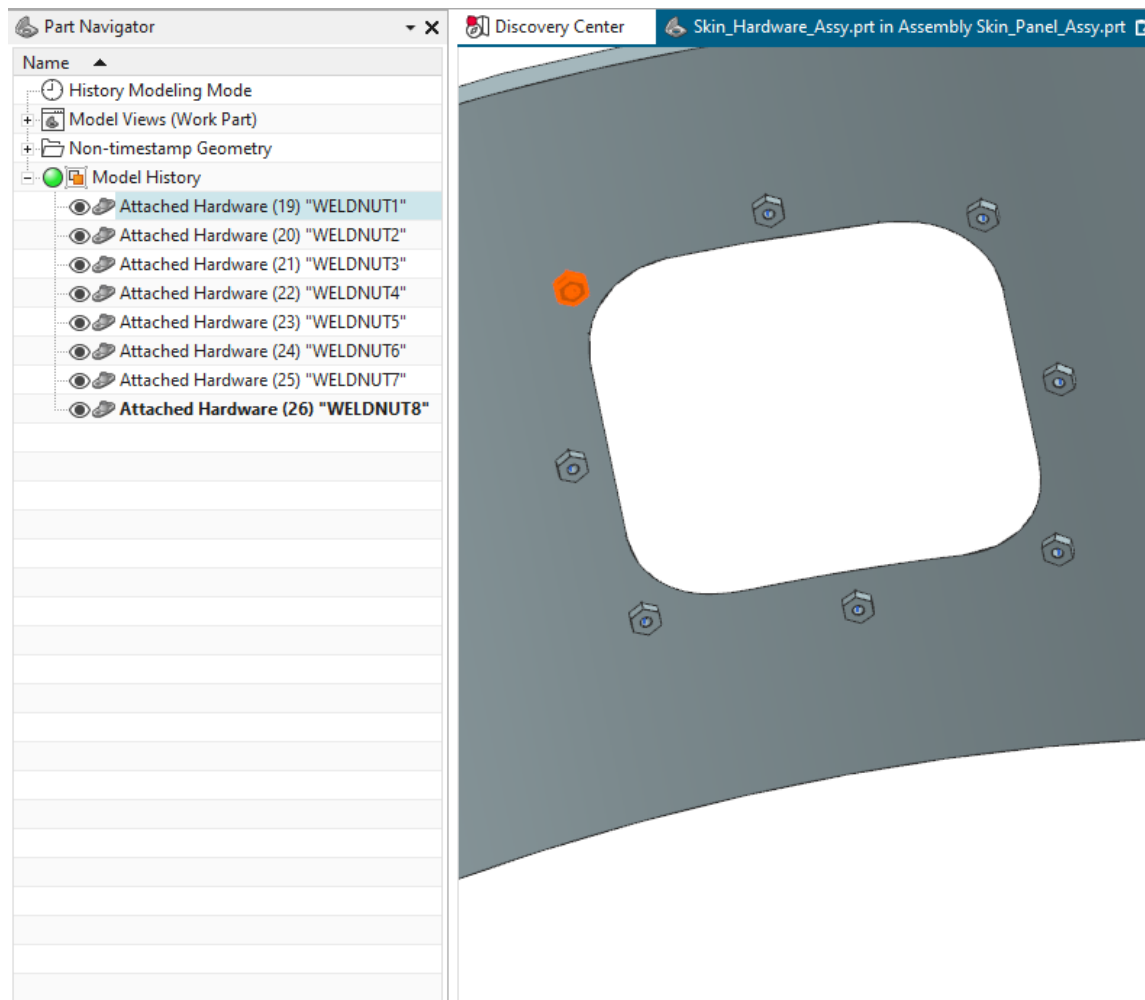 Part Navigator
Discovery Center
Skin_Hardware_Assy.prt in Assembly Skin_Panel_Assy.prt
Name
History Modeling Mode
Model Views (Work Part)
Non-timestamp Geometry
Model History
Attached Hardware (19) "WELDNUT1"
Attached Hardware (20) "WELDNUT2"
Attached Hardware (21) "WELDNUT3"
Attached Hardware (22) "WELDNUT4"
Attached Hardware (23) "WELDNUT5"
Attached Hardware (24) "WELDNUT6"
Attached Hardware (25) "WELDNUT7"
Attached Hardware (26) "WELDNUT8"